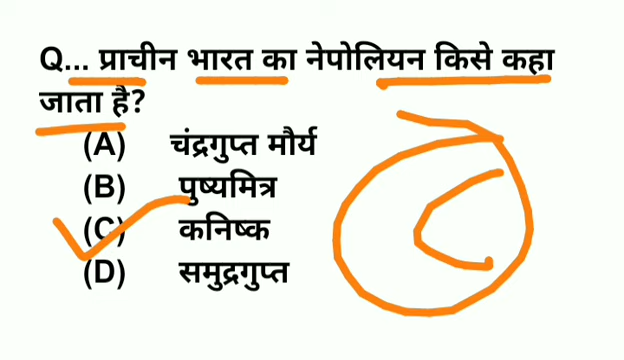 Q... प्राचीन भारत का नेपोलियन किसे कहा
जाता है?
(A) चंद्रगुप्त मौर्य
(B) पुष्यमित्र
(C) कनिष्क
(D) समुद्रगुप्त
C